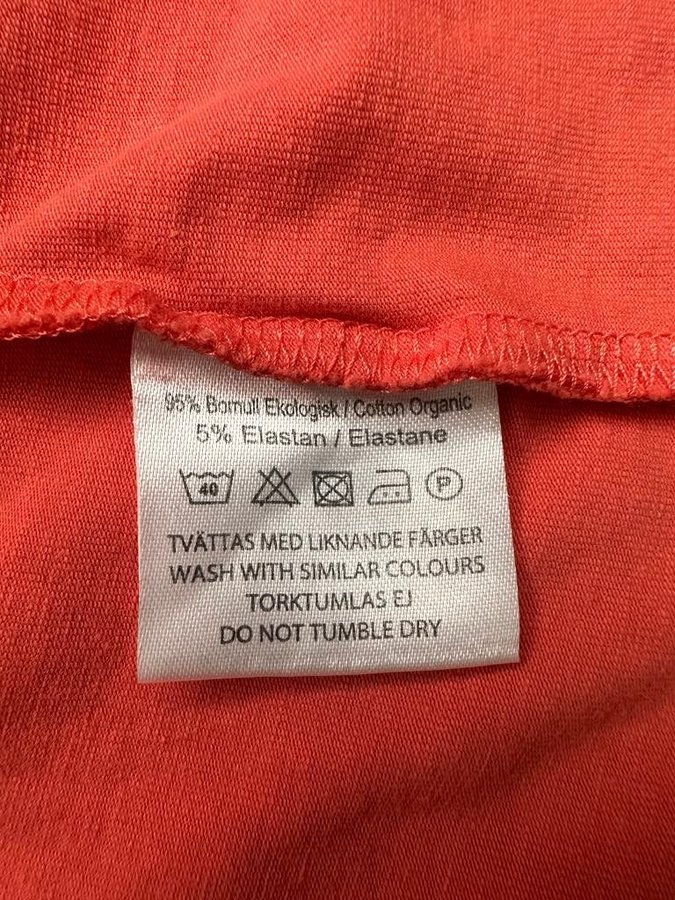 95% Bomull Ekologisk / Cotton Organic
5% Elastan / Elastane
40 P
TVÄTTAS MED LIKNANDE FÄRGER
WASH WITH SIMILAR COLOURS
TORKTUMLAS EJ
DO NOT TUMBLE DRY